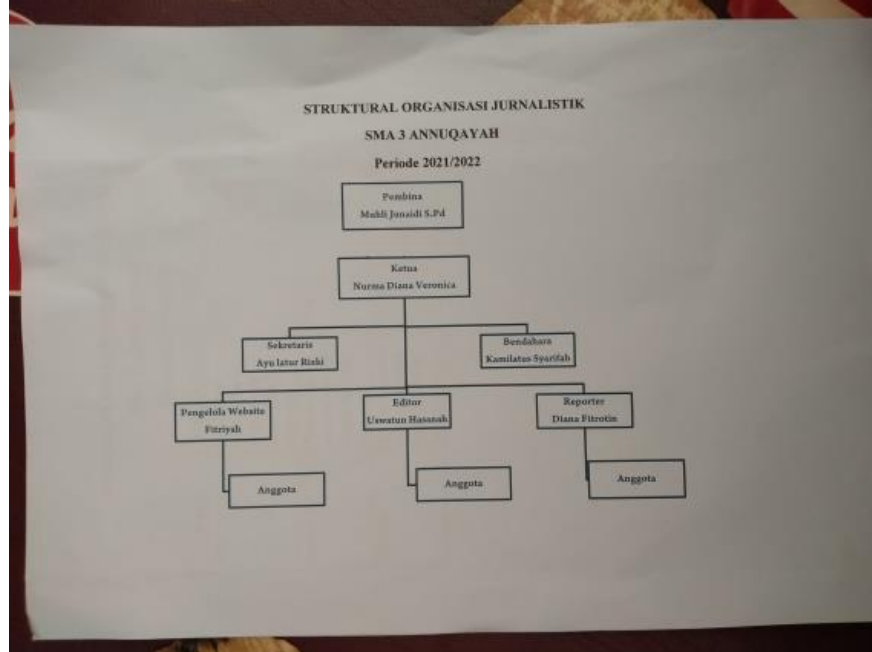 STRUKTURAL ORGANISASI JURNALISTIK
SMA 3 ANNUQAYAH
Periode 2021/2022
Pembina
Muhli Junaidi S.Pd
Ketua
Nurma Diana Veronica
Sekretaris
Ayu latur Rizki
Bendahara
Kamilatus Syarifah
Pengelola Website
Fitriyah
Editor
Uswatun Hasanah
Reporter
Diana Fitrotin
Anggota
Anggota
Anggota